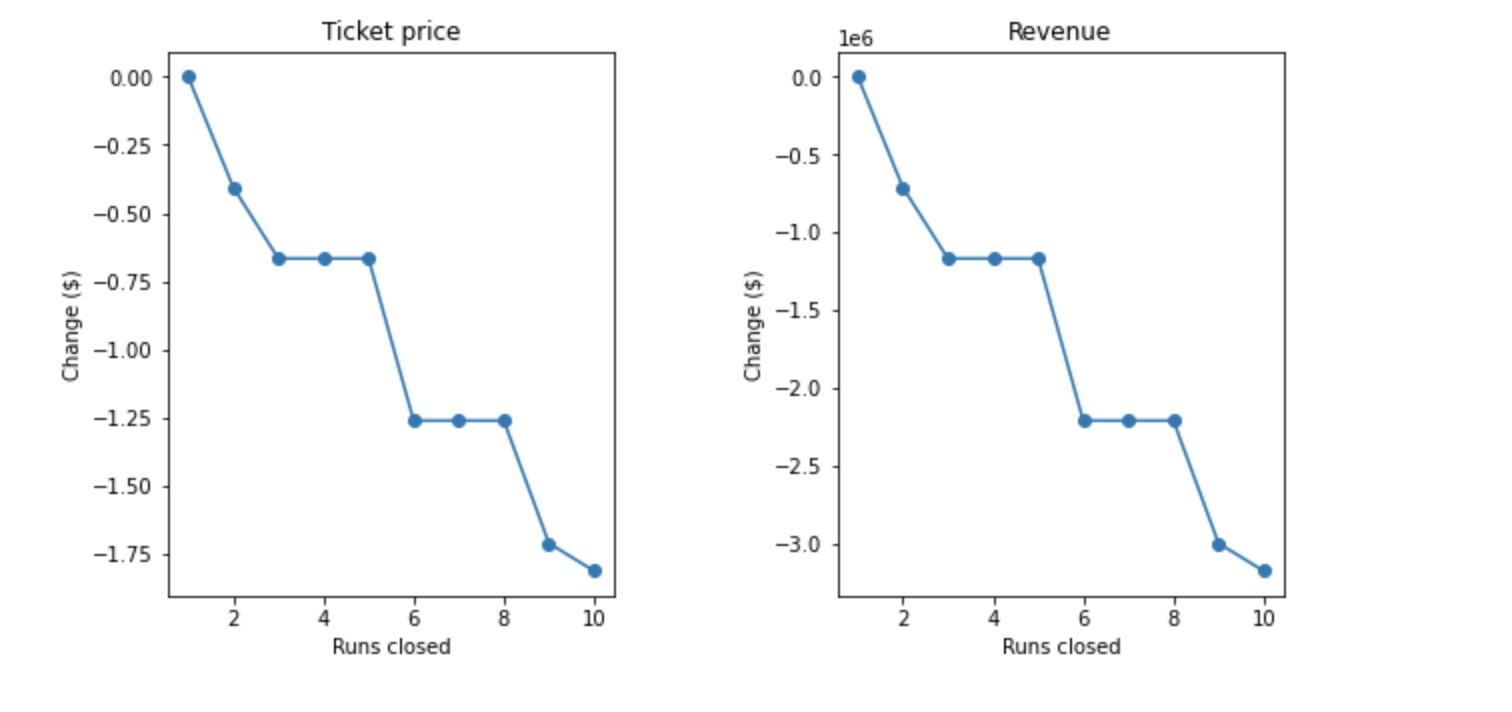 Ticket price
0.00
−0.25
−0.50
−0.75
−1.00
−1.25
−1.50
−1.75
Change ($)
2 4 6 8 10
Runs closed
Revenue
1e6
0.0
−0.5
−1.0
−1.5
−2.0
−2.5
−3.0
Change ($)
2 4 6 8 10
Runs closed